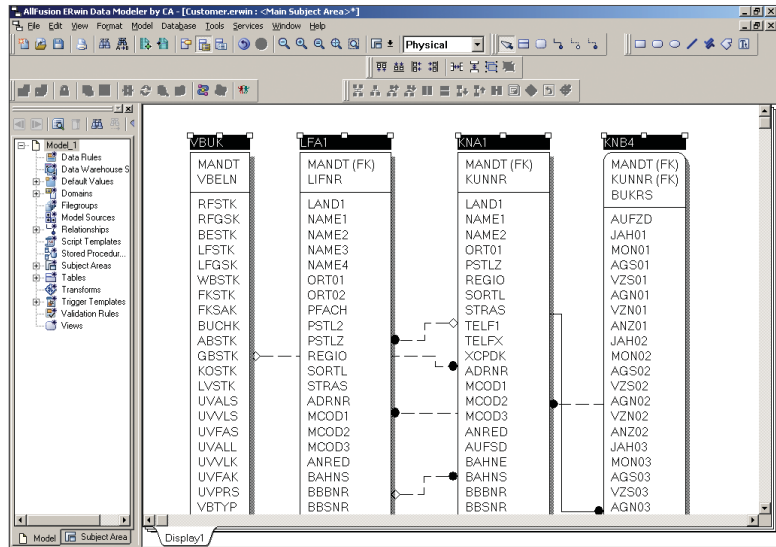 AllFusion ERwin Data Modeler by CA - [Customer.erwin : <Main Subject Area>*]
File Edit View Format Model Database Tools Services Window Help
Physical
Model_1
Data Rules
Data Warehouse S
Default Values
Domains
Filegroups
Model Sources
Relationships
Script Templates
Stored Procedur...
Subject Areas
Tables
Transforms
Trigger Templates
Validation Rules
Views
Model
Subject Area
VBUK
MANDT
VBELN
RFSTK
RFGSK
BESTK
LFSTK
LFGSK
WBSTK
FKSTK
FKSAK
BUCHK
ABSTK
GBSTK
KOSTK
LVSTK
UVALS
UVVLS
UVFAS
UVALL
UVVLK
UVFAK
UVPRS
VBTYP
LFA1
MANDT (FK)
LIFNR
LAND1
NAME1
NAME2
NAME3
NAME4
ORT01
ORT02
PFACH
PSTL2
PSTLZ
REGIO
SORTL
STRAS
ADRNR
MCOD1
MCOD2
MCOD3
ANRED
BAHNS
BBBNR
BBSNR
KNA1
MANDT (FK)
KUNNR
LAND1
NAME1
NAME2
ORT01
PSTLZ
REGIO
SORTL
STRAS
TELF1
TELFX
XCPDK
ADRNR
MCOD1
MCOD2
MCOD3
ANRED
AUFSD
BAHNE
BAHNS
BBBNR
BBSNR
KNB4
MANDT (FK)
KUNNR (FK)
BUKRS
AUFZD
JAH01
MON01
AGS01
VZS01
AGN01
VZN01
ANZ01
JAH02
MON02
AGS02
VZS02
AGN02
VZN02
ANZ02
JAH03
MON03
AGS03
VZS03
AGN03
Display1